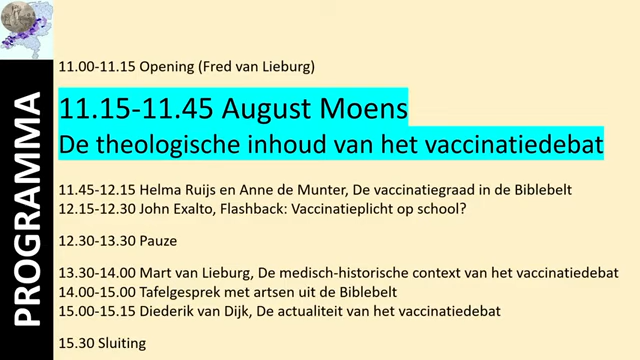 PROGRAMMA
11.00-11.15 Opening (Fred van Lieburg)
11.15-11.45 August Moens
De theologische inhoud van het vaccinatiedebat
11.45-12.15 Helma Ruijs en Anne de Munter, De vaccinatiegraad in de Biblebelt
12.15-12.30 John Exalto, Flashback: Vaccinatieplicht op school?
12.30-13.30 Pauze
13.30-14.00 Mart van Lieburg, De medisch-historische context van het vaccinatiedebat
14.00-15.00 Tafelgesprek met artsen uit de Biblebelt
15.00-15.15 Diederik van Dijk, De actualiteit van het vaccinatiedebat
15.30 Sluiting